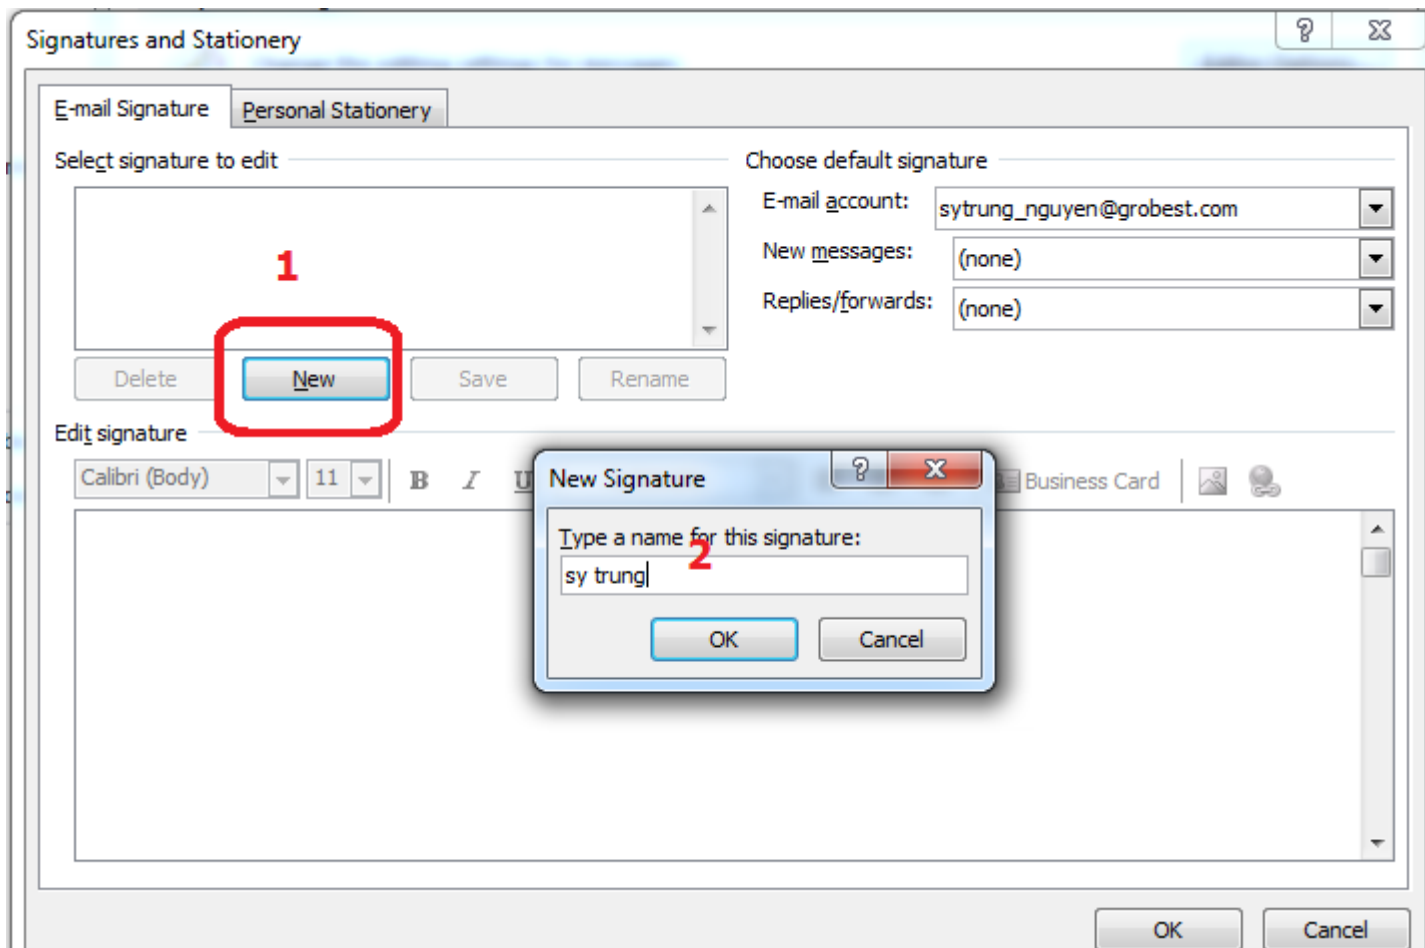 Signatures and Stationery
E-mail Signature
Personal Stationery
Select signature to edit
Choose default signature
E-mail account:
sytrung_nguyen@grobest.com
New messages:
(none)
Replies/forwards:
(none)
1
Delete
New
Save
Rename
Edit signature
Calibri (Body)
11
B
I
U
Business Card
New Signature
Type a name for this signature:
2
sy trung
OK
Cancel
OK
Cancel